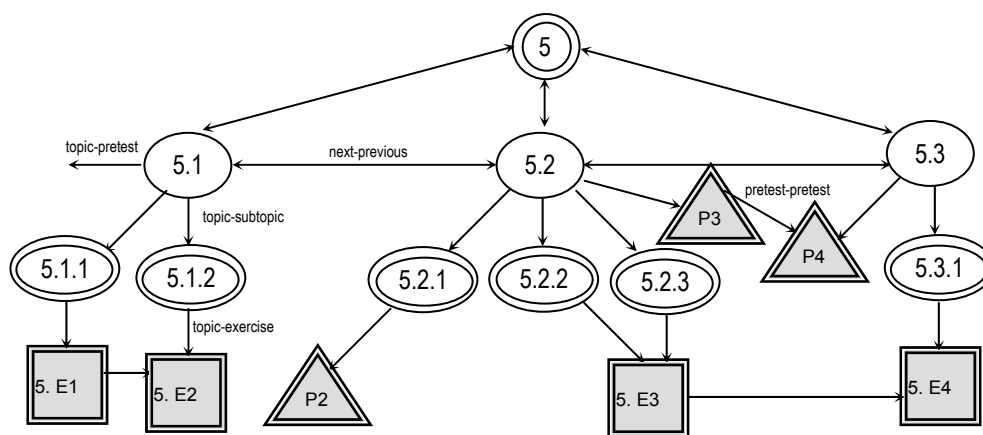 5
topic-pretest
5.1
next-previous
5.2
5.3
pretest-pretest
P3
topic-subtopic
P4
5.1.1
5.1.2
5.2.1
5.2.2
5.2.3
5.3.1
topic-exercise
5. E1
5. E2
P2
5. E3
5. E4